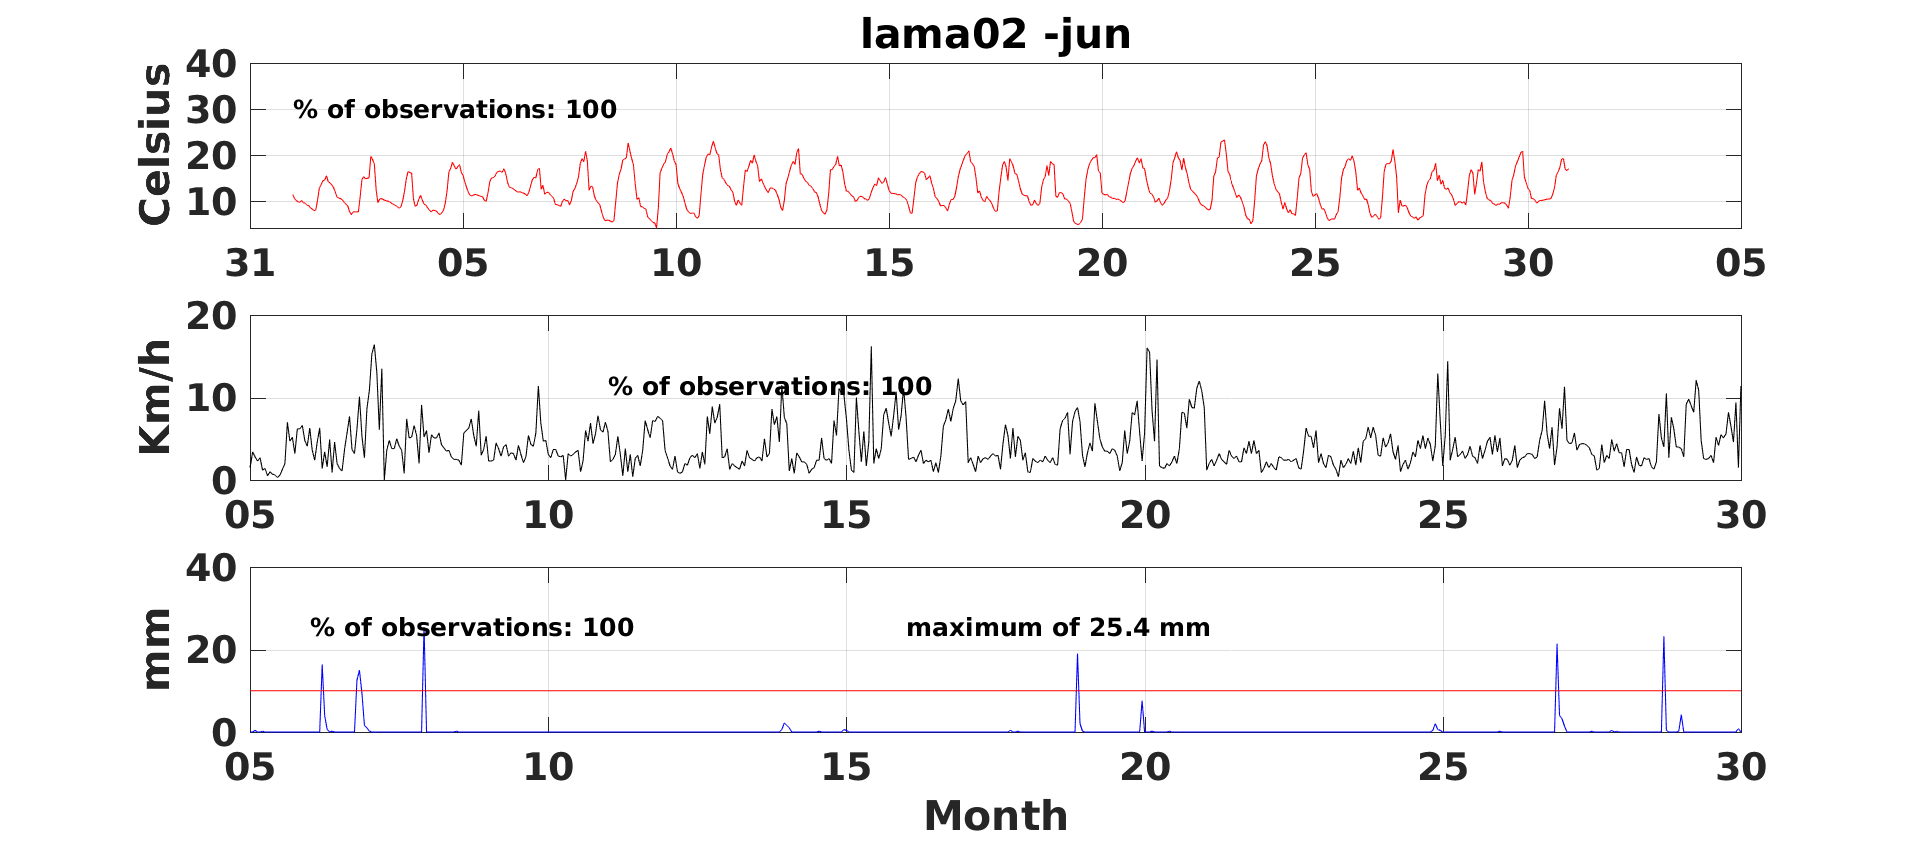 lama02 -jun
Celsius
40
30
20
10
% of observations: 100
31 05 10 15 20 25 30 05
Km/h
20
10
0
% of observations: 100
05 10 15 20 25 30
mm
40
20
0
% of observations: 100 maximum of 25.4 mm
05 10 15 20 25 30
Month